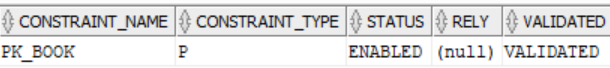 CONSTRAINT_NAME CONSTRAINT_TYPE STATUS RELY VALIDATED
PK_BOOK P ENABLED (null) VALIDATED